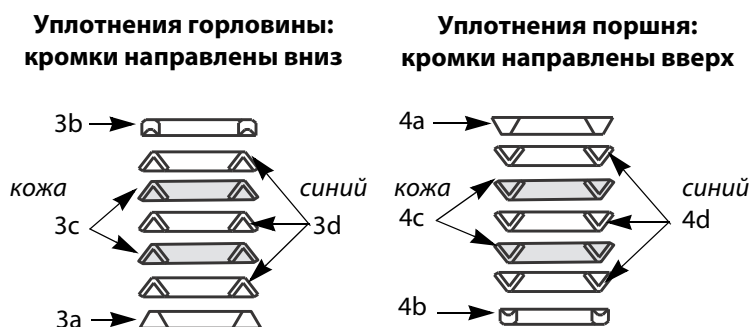 Уплотнения горловины:
кромки направлены вниз
3b
кожа
синий
3c
3d
3a
Уплотнения поршня:
кромки направлены вверх
4a
кожа
синий
4c
4d
4b